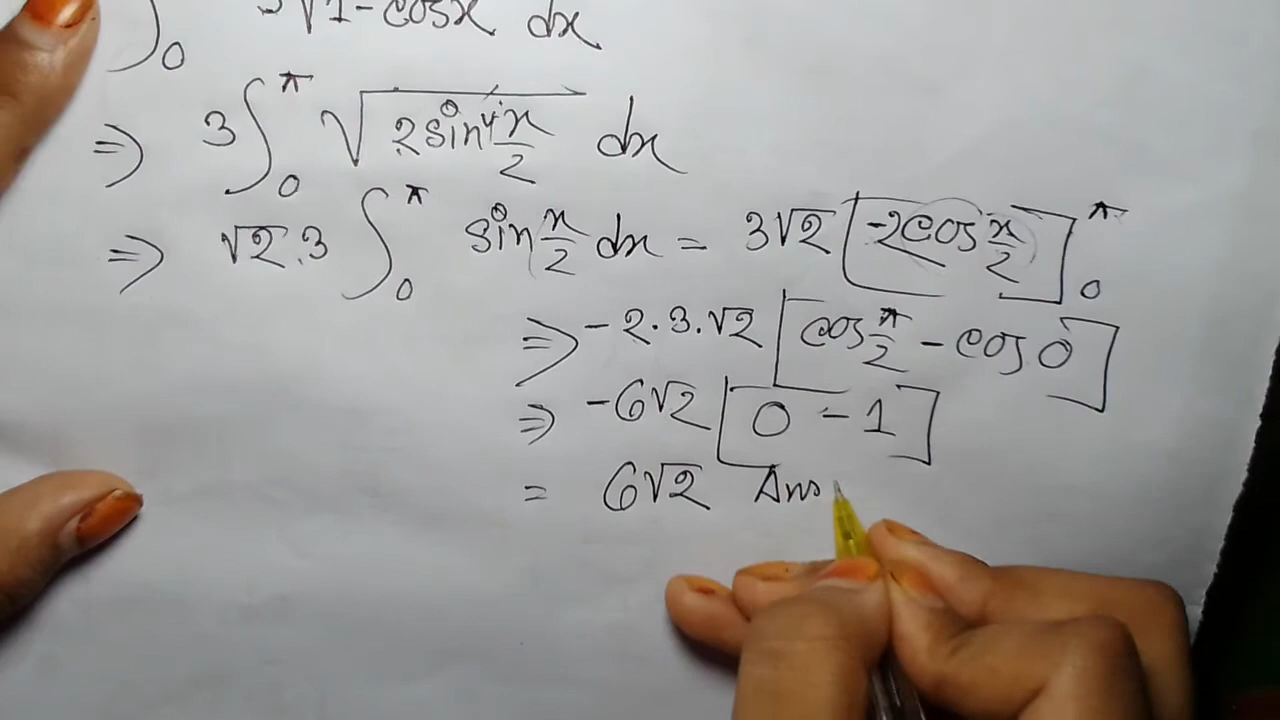 ∫₀ 3√1-cosx dx
⇒ 3∫₀^π √2sin⁴x/2 dx
⇒ √2.3 ∫₀^π sin x/2 dx = 3√2 [-2cos x/2]₀^π
⇒ -2.3.√2 [cos π/2 - cos 0]
⇒ -6√2 [0 - 1]
= 6√2 Ans